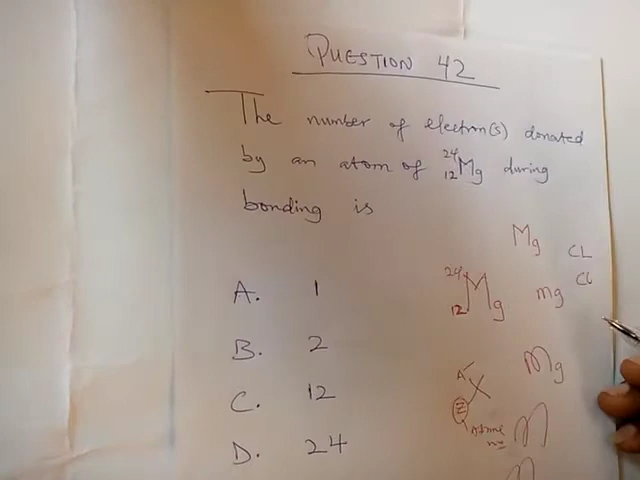 QUESTION 42
The number of electron(s) donated
by an atom of ²⁴₁₂Mg during
bonding is
A. 1
B. 2
C. 12
D. 24
Mg CL
²⁴₁₂Mg mg Cl
Mg
A X
Z
M